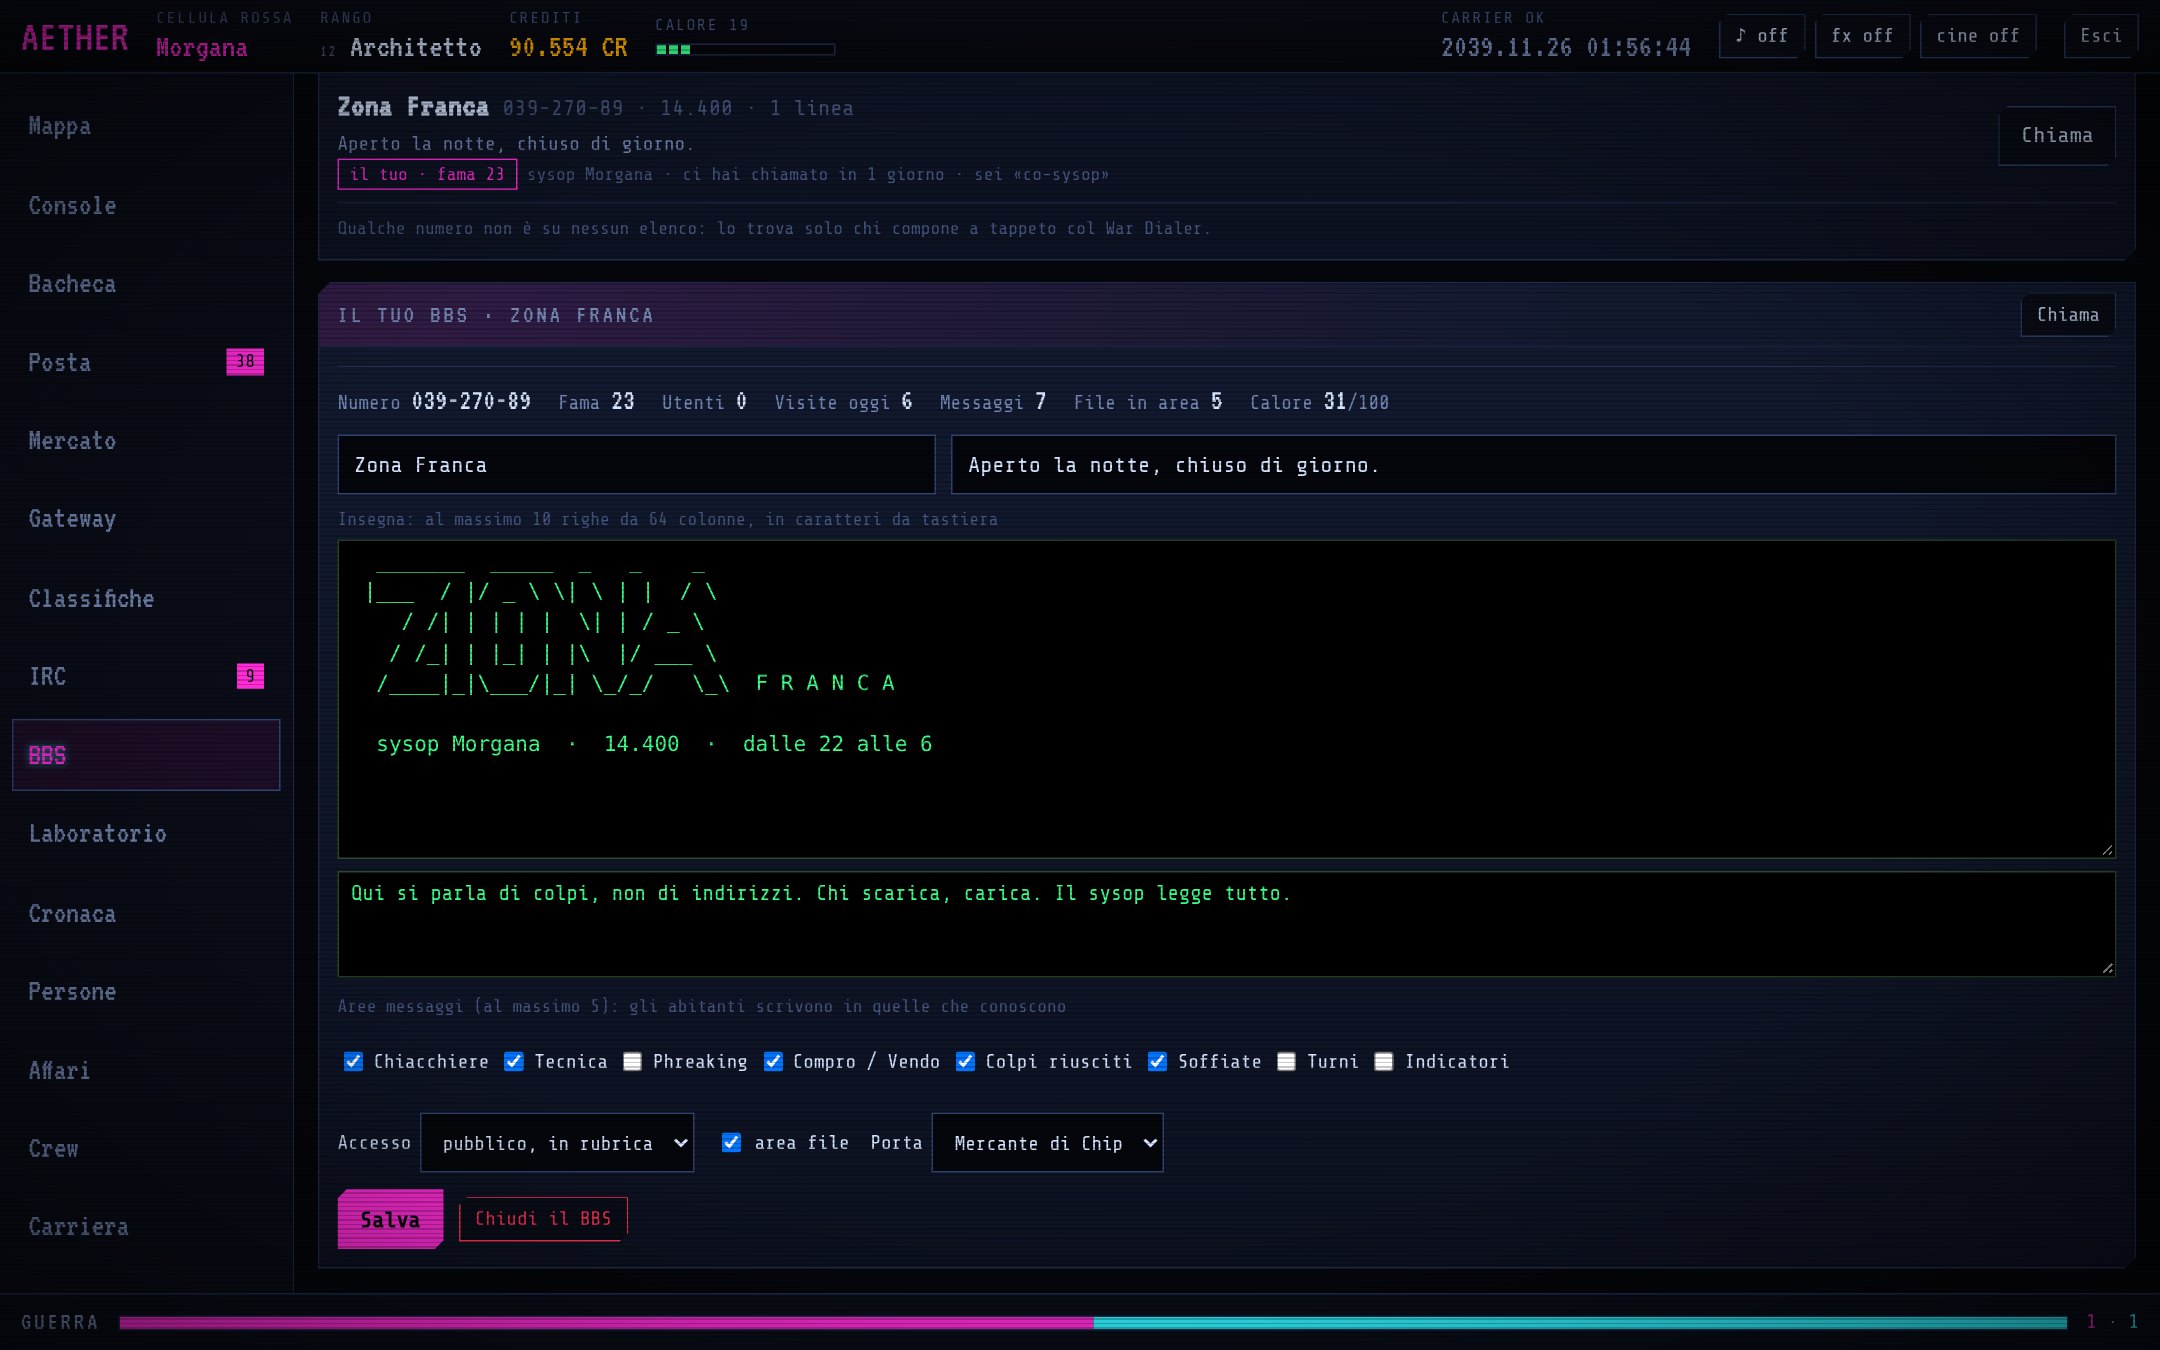 AETHER
CELLULA ROSSA
Morgana
RANGO
12 Architetto
CREDITI
90.554 CR
CALORE 19
CARRIER OK
2039.11.26 01:56:44
♪ off
fx off
cine off
Esci
Mappa
Console
Bacheca
Posta 38
Mercato
Gateway
Classifiche
IRC 9
BBS
Laboratorio
Cronaca
Persone
Affari
Crew
Carriera
Zona Franca 039-270-89 · 14.400 · 1 linea
Aperto la notte, chiuso di giorno.
il tuo · fama 23 sysop Morgana · ci hai chiamato in 1 giorno · sei «co-sysop»
Chiama
Qualche numero non è su nessun elenco: lo trova solo chi compone a tappeto col War Dialer.
IL TUO BBS · ZONA FRANCA
Chiama
Numero 039-270-89 Fama 23 Utenti 0 Visite oggi 6 Messaggi 7 File in area 5 Calore 31/100
Zona Franca
Aperto la notte, chiuso di giorno.
Insegna: al massimo 10 righe da 64 colonne, in caratteri da tastiera
ZONA FRANCA
sysop Morgana · 14.400 · dalle 22 alle 6
Qui si parla di colpi, non di indirizzi. Chi scarica, carica. Il sysop legge tutto.
Aree messaggi (al massimo 5): gli abitanti scrivono in quelle che conoscono
Chiacchiere Tecnica Phreaking Compro / Vendo Colpi riusciti Soffiate Turni Indicatori
Accesso pubblico, in rubrica area file Porta Mercante di Chip
Salva
Chiudi il BBS
GUERRA
1 · 1